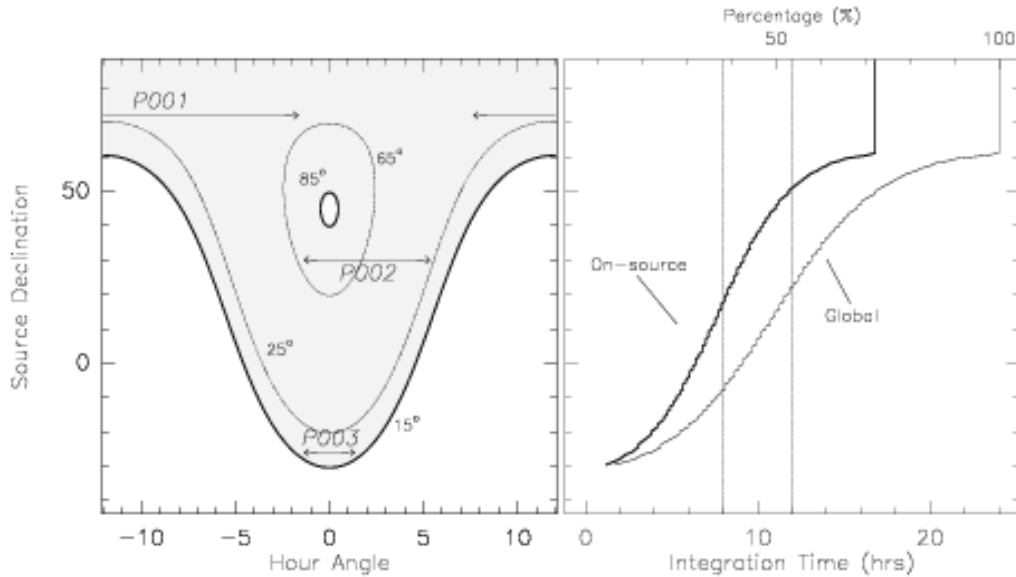 Percentage (%)
50 100
P001
65°
85°
50
P002
On-source
Global
Source Declination
0
25°
15°
P003
−10 −5 0 5 10
0 10 20
Hour Angle
Integration Time (hrs)